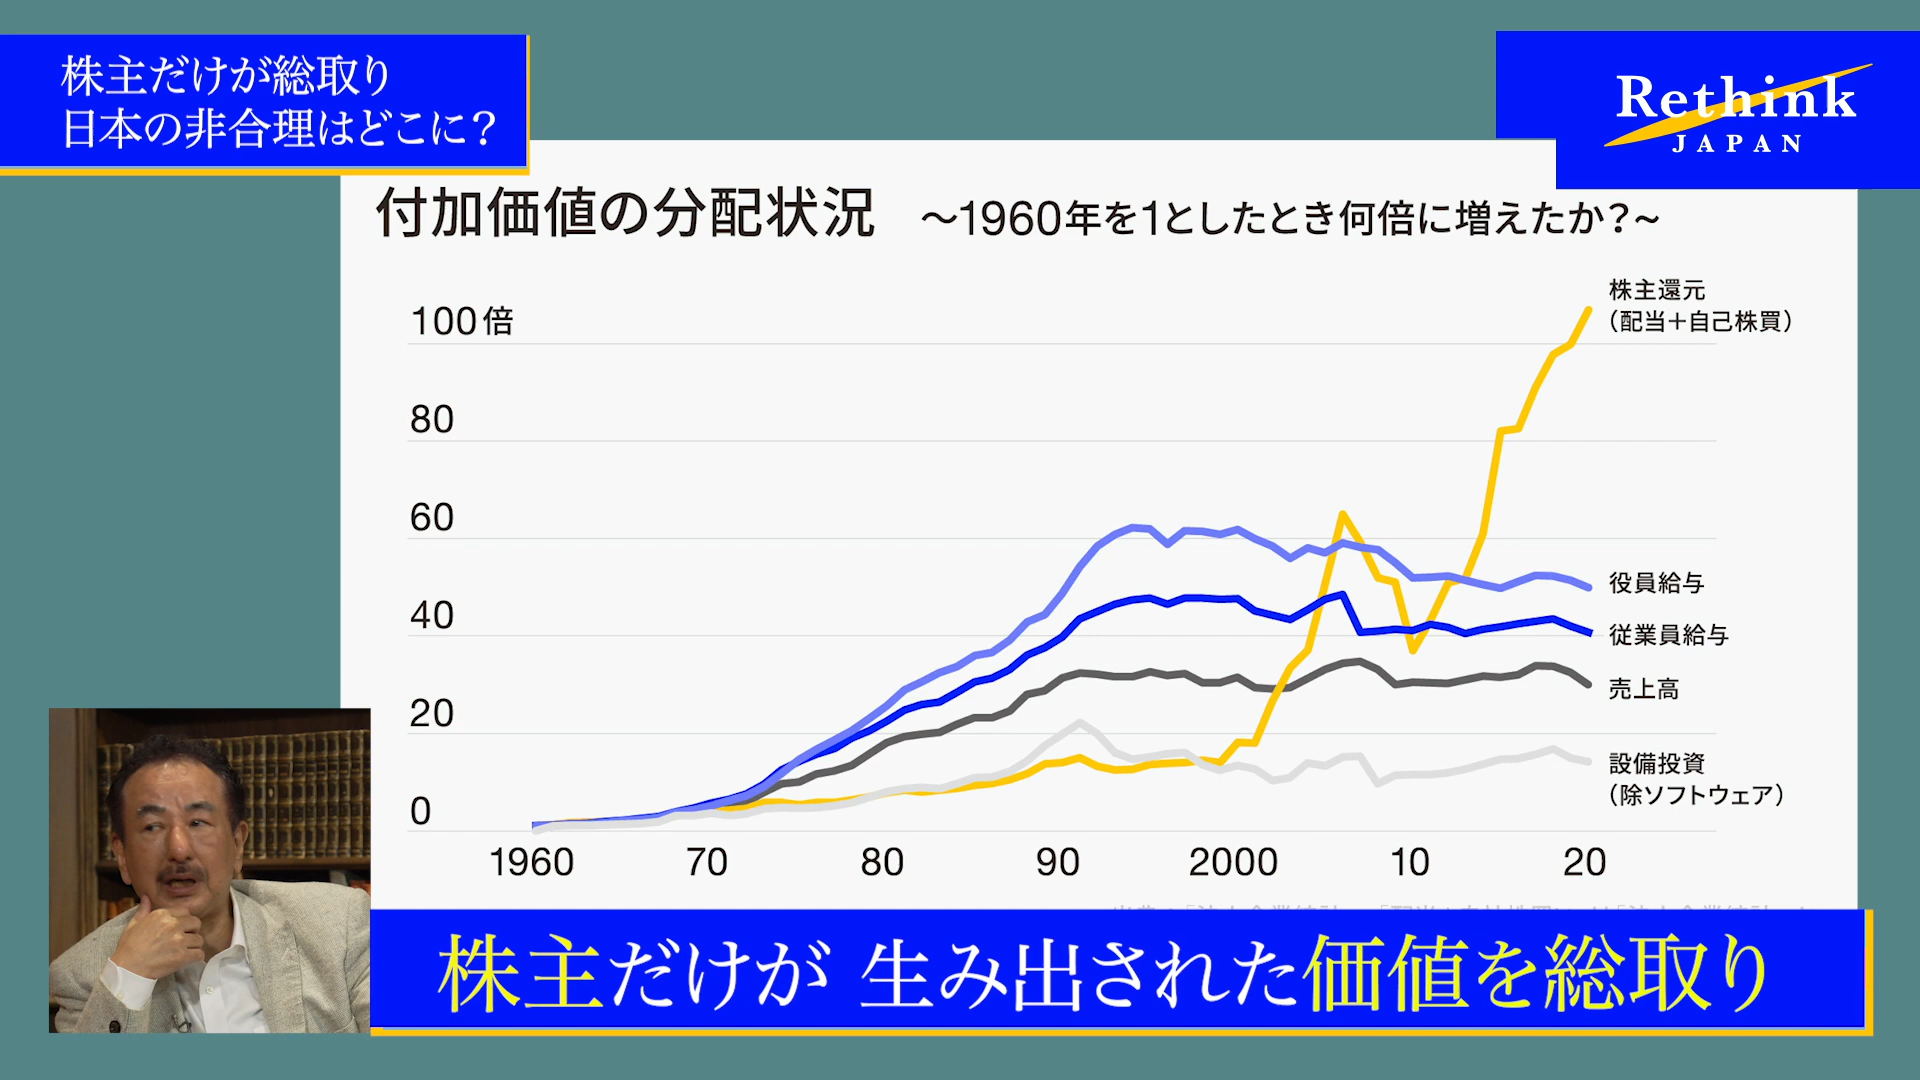 株主だけが総取り
日本の非合理はどこに？
Rethink
JAPAN
付加価値の分配状況 〜1960年を1としたとき何倍に増えたか？~
100倍
80
60
40
20
0
1960 70 80 90 2000 10 20
株主還元
（配当＋自己株買）
役員給与
従業員給与
売上高
設備投資
（除ソフトウェア）
株主だけが 生み出された価値を総取り